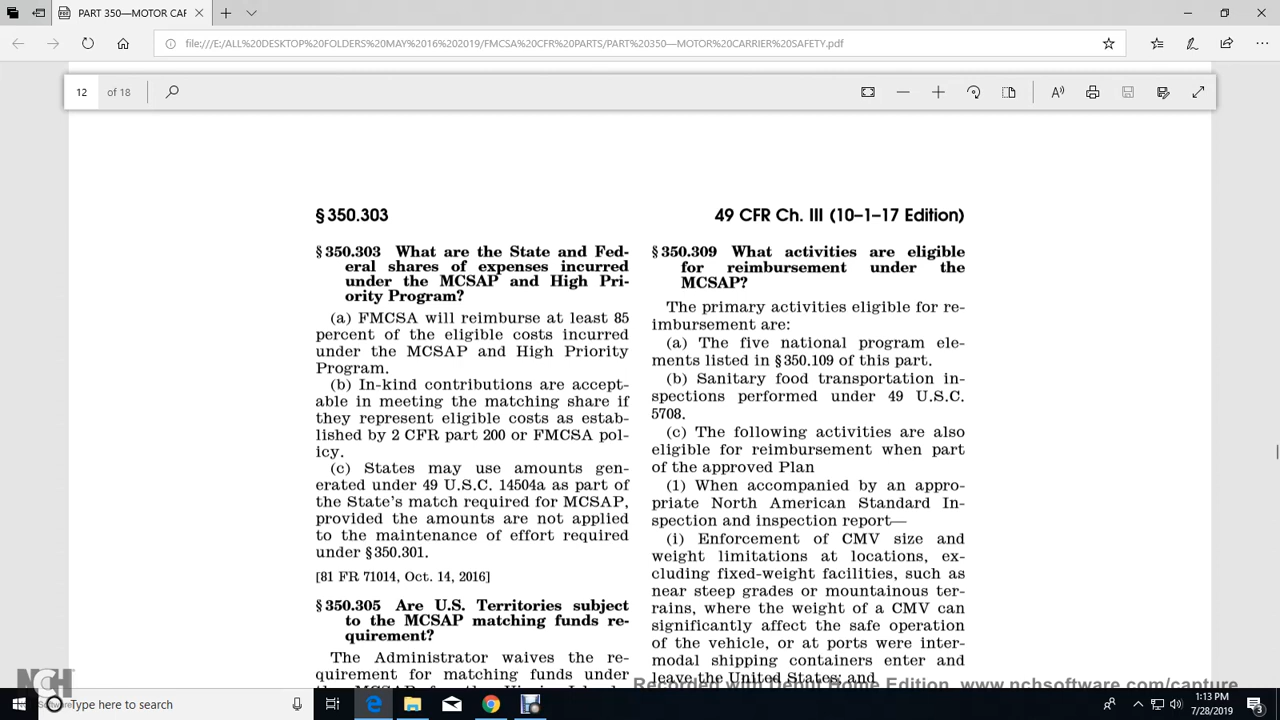 PART 350—MOTOR CAR
file:///E:/ALL%20DESKTOP%20FOLDERS%20MAY%2016%202019/FMCSA%20CFR%20PARTS/PART%20350—MOTOR%20CARRIER%20SAFETY.pdf
12 of 18
§ 350.303
49 CFR Ch. III (10–1–17 Edition)
§ 350.303 What are the State and Fed-
eral shares of expenses incurred
under the MCSAP and High Pri-
ority Program?
(a) FMCSA will reimburse at least 85
percent of the eligible costs incurred
under the MCSAP and High Priority
Program.
(b) In-kind contributions are accept-
able in meeting the matching share if
they represent eligible costs as estab-
lished by 2 CFR part 200 or FMCSA pol-
icy.
(c) States may use amounts gen-
erated under 49 U.S.C. 14504a as part of
the State's match required for MCSAP,
provided the amounts are not applied
to the maintenance of effort required
under § 350.301.
[81 FR 71014, Oct. 14, 2016]
§ 350.305 Are U.S. Territories subject
to the MCSAP matching funds re-
quirement?
The Administrator waives the re-
quirement for matching funds under
§ 350.309 What activities are eligible
for reimbursement under the
MCSAP?
The primary activities eligible for re-
imbursement are:
(a) The five national program ele-
ments listed in § 350.109 of this part.
(b) Sanitary food transportation in-
spections performed under 49 U.S.C.
5708.
(c) The following activities are also
eligible for reimbursement when part
of the approved Plan
(1) When accompanied by an appro-
priate North American Standard In-
spection and inspection report—
(i) Enforcement of CMV size and
weight limitations at locations, ex-
cluding fixed-weight facilities, such as
near steep grades or mountainous ter-
rains, where the weight of a CMV can
significantly affect the safe operation
of the vehicle, or at ports were inter-
modal shipping containers enter and
leave the United States; and
Recorded with Debut Home Edition. www.nchsoftware.com/capture
NCH
Type here to search
1:13 PM
7/28/2019
3